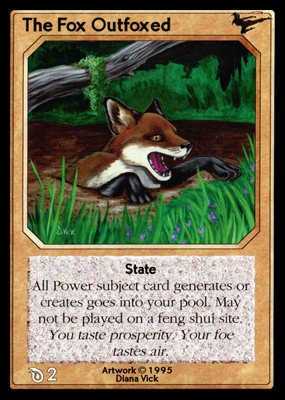 The Fox Outfoxed
D.VICK
State
All Power subject card generates or
creates goes into your pool. May
not be played on a feng shui site.
You taste prosperity. Your foe
tastes air.
2
Artwork © 1995
Diana Vick